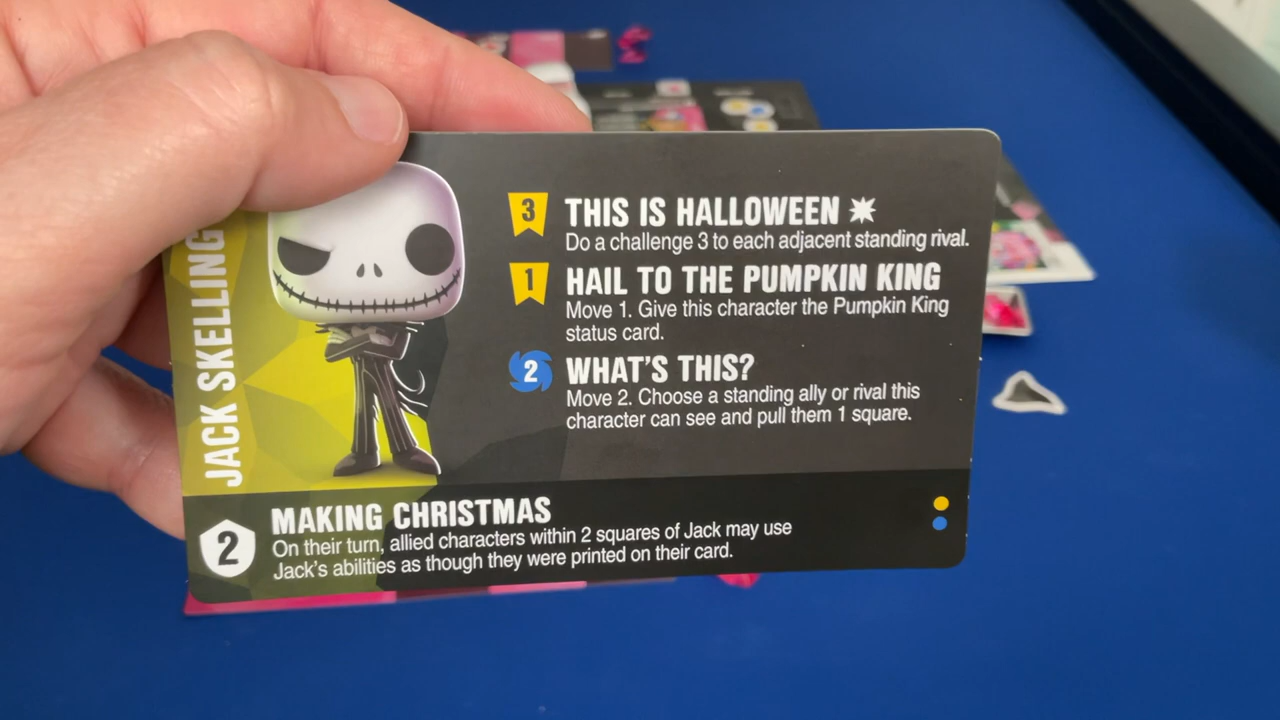 JACK SKELLING
3 THIS IS HALLOWEEN
Do a challenge 3 to each adjacent standing rival.
1 HAIL TO THE PUMPKIN KING
Move 1. Give this character the Pumpkin King
status card.
2 WHAT'S THIS?
Move 2. Choose a standing ally or rival this
character can see and pull them 1 square.
2 MAKING CHRISTMAS
On their turn, allied characters within 2 squares of Jack may use
Jack's abilities as though they were printed on their card.